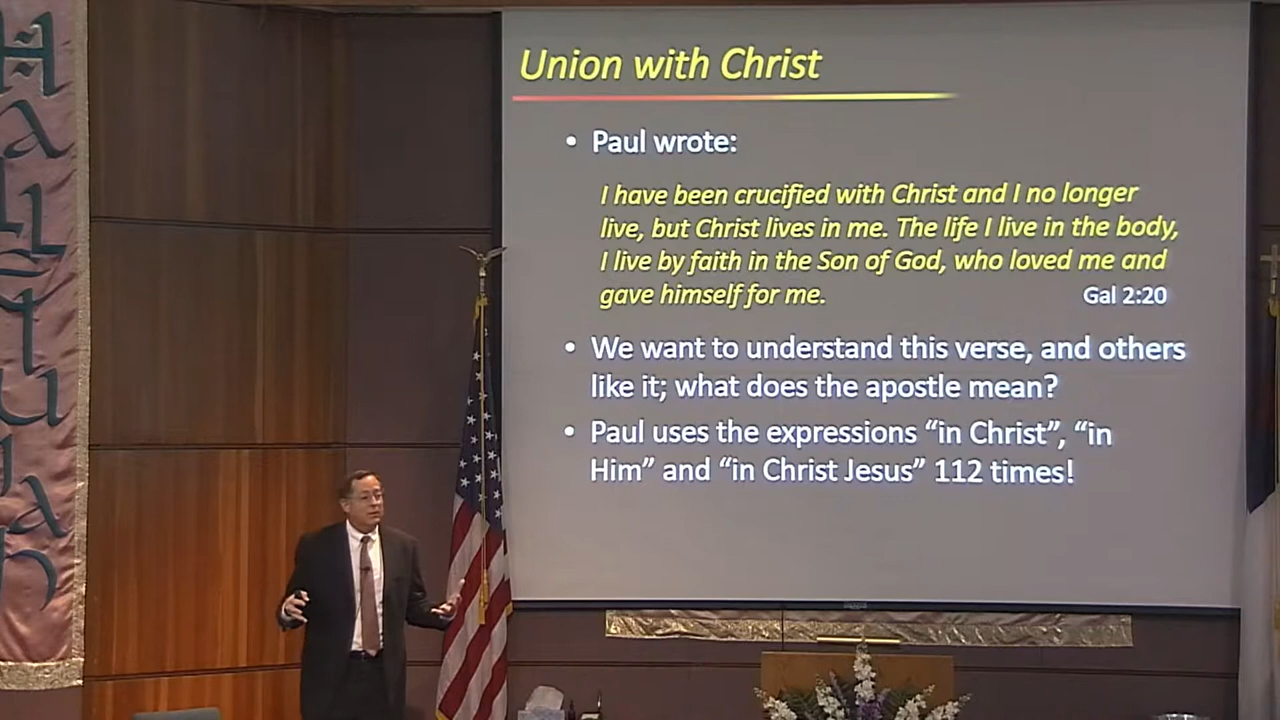 Hallelujah
Union with Christ
• Paul wrote:
I have been crucified with Christ and I no longer
live, but Christ lives in me. The life I live in the body,
I live by faith in the Son of God, who loved me and
gave himself for me. Gal 2:20
• We want to understand this verse, and others
like it; what does the apostle mean?
• Paul uses the expressions “in Christ”, “in
Him” and “in Christ Jesus” 112 times!